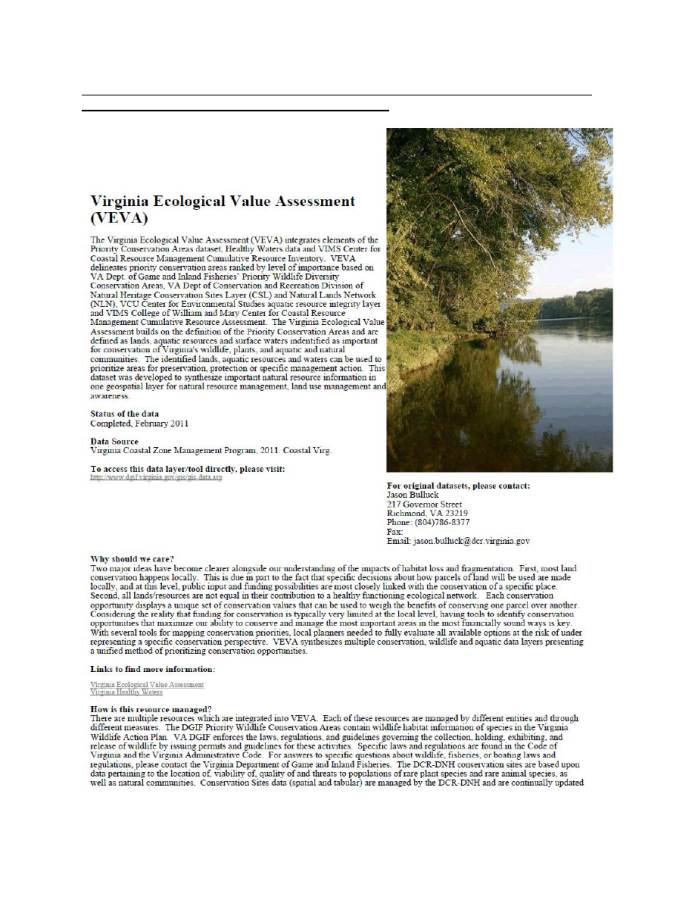 Virginia Ecological Value Assessment
(VEVA)
The Virginia Ecological Value Assessment (VEVA) integrates elements of the
Priority Conservation Areas dataset, Healthy Waters data and VIMS Center for
Coastal Resource Management Cumulative Resource Inventory. VEVA
delineates priority conservation areas ranked by level of importance based on
VA Dept. of Game and Inland Fisheries' Priority Wildlife Diversity
Conservation Areas, VA Dept of Conservation and Recreation Division of
Natural Heritage Conservation Sites Layer (CSL) and Natural Lands Network
(NLN), VCU Center for Environmental Studies aquatic resource integrity layer
and VIMS College of William and Mary Center for Coastal Resource
Management Cumulative Resource Assessment. The Virginia Ecological Value
Assessment builds on the definition of the Priority Conservation Areas and are
defined as lands, aquatic resources and surface waters indentified as important
for conservation of Virginia's wildlife, plants, and aquatic and natural
communities. The identified lands, aquatic resources and waters can be used to
prioritize areas for preservation, protection or specific management action. This
dataset was developed to synthesize important natural resource information in
one geospatial layer for natural resource management, land use management and
awareness.
Status of the data
Completed, February 2011
Data Source
Virginia Coastal Zone Management Program, 2011. Coastal Virg.
To access this data layer/tool directly, please visit:
http://www.dgif.virginia.gov/gis/gis-data.asp
For original datasets, please contact:
Jason Bulluck
217 Governor Street
Richmond, VA 23219
Phone: (804)786-8377
Fax:
Email: jason.bulluck@dcr.virginia.gov
Why should we care?
Two major ideas have become clearer alongside our understanding of the impacts of habitat loss and fragmentation. First, most land
conservation happens locally. This is due in part to the fact that specific decisions about how parcels of land will be used are made
locally, and at this level, public input and funding possibilities are most closely linked with the conservation of a specific place.
Second, all lands/resources are not equal in their contribution to a healthy functioning ecological network. Each conservation
opportunity displays a unique set of conservation values that can be used to weigh the benefits of conserving one parcel over another.
Considering the reality that funding for conservation is typically very limited at the local level, having tools to identify conservation
opportunities that maximize our ability to conserve and manage the most important areas in the most financially sound ways is key.
With several tools for mapping conservation priorities, local planners needed to fully evaluate all available options at the risk of under
representing a specific conservation perspective. VEVA synthesizes multiple conservation, wildlife and aquatic data layers presenting
a unified method of prioritizing conservation opportunities.
Links to find more information:
Virginia Ecological Value Assessment
Virginia Healthy Waters
How is this resource managed?
There are multiple resources which are integrated into VEVA. Each of these resources are managed by different entities and through
different measures. The DGIF Priority Wildlife Conservation Areas contain wildlife habitat information of species in the Virginia
Wildlife Action Plan. VA DGIF enforces the laws, regulations, and guidelines governing the collection, holding, exhibiting, and
release of wildlife by issuing permits and guidelines for these activities. Specific laws and regulations are found in the Code of
Virginia and the Virginia Administrative Code. For answers to specific questions about wildlife, fisheries, or boating laws and
regulations, please contact the Virginia Department of Game and Inland Fisheries. The DCR-DNH conservation sites are based upon
data pertaining to the location of, viability of, quality of and threats to populations of rare plant species and rare animal species, as
well as natural communities. Conservation Sites data (spatial and tabular) are managed by the DCR-DNH and are continually updated